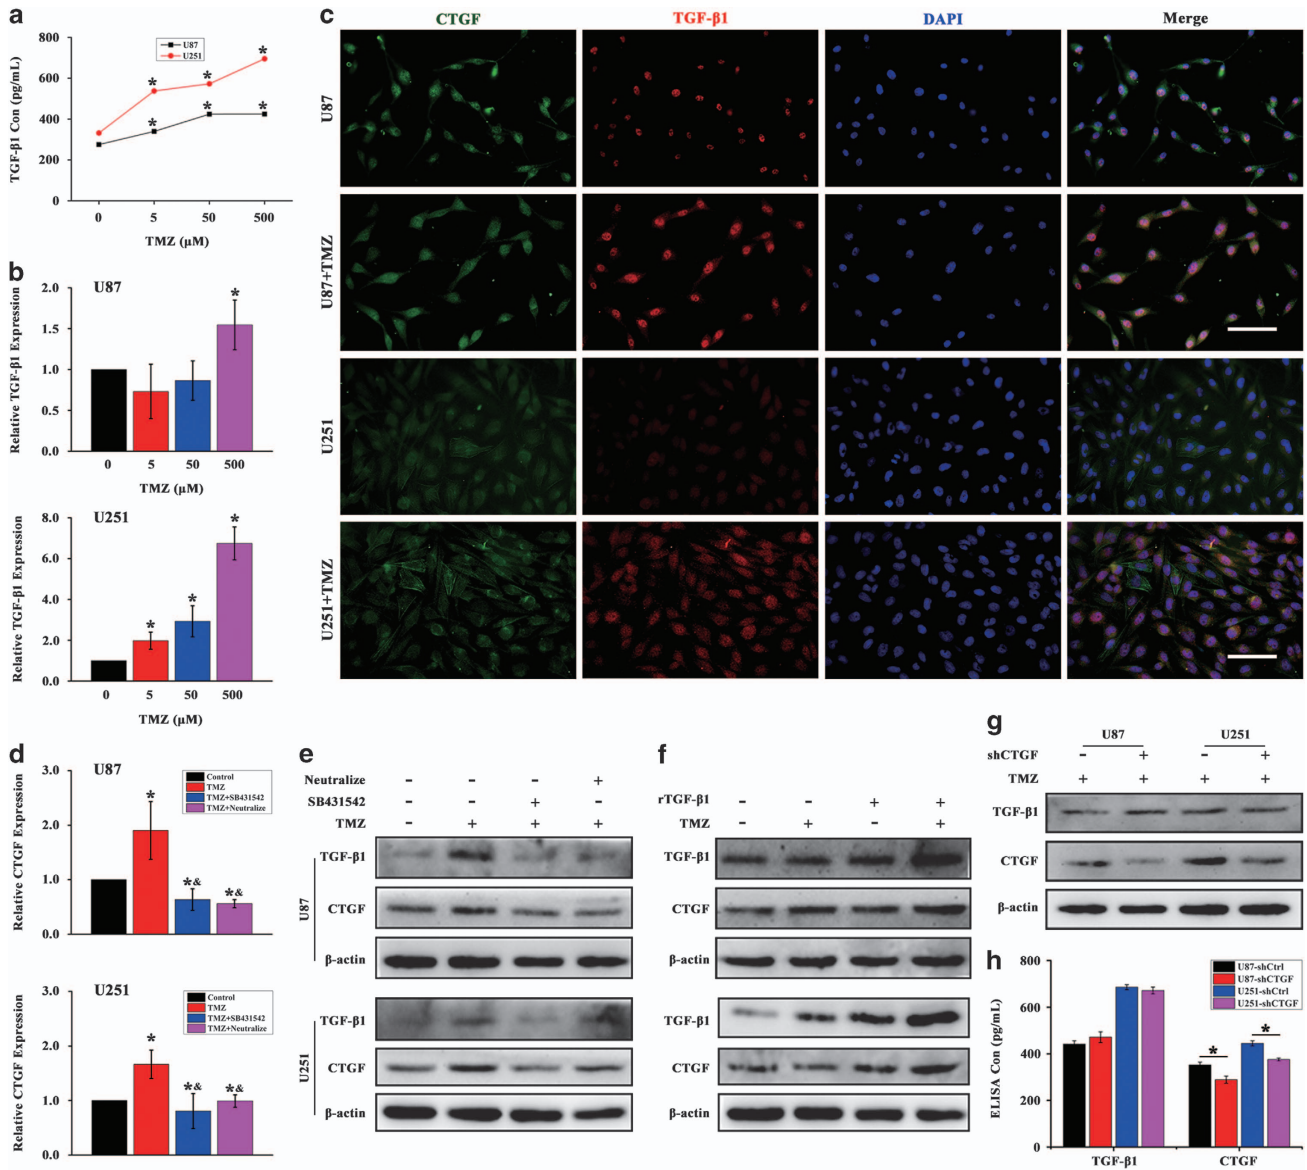 a
800
600
400
200
0
TGF-β1 Con (pg/mL)
U87
U251
*
*
*
*
*
*
0
5
50
500
TMZ (μM)
b
U87
2.0
1.5
1.0
0.5
0.0
Relative TGF-β1 Expression
*
0
5
50
500
TMZ (μM)
U251
8.0
6.0
4.0
2.0
0.0
Relative TGF-β1 Expression
*
*
*
0
5
50
500
TMZ (μM)
c
CTGF
TGF-β1
DAPI
Merge
U87
U87+TMZ
U251
U251+TMZ
d
U87
3.0
2.0
1.0
0.0
Relative CTGF Expression
Control
TMZ
TMZ+SB431542
TMZ+Neutralize
*
*&
*&
U251
3.0
2.0
1.0
0.0
Relative CTGF Expression
Control
TMZ
TMZ+SB431542
TMZ+Neutralize
*
*&
*&
e
Neutralize - - - +
SB431542 - - + -
TMZ - + + +
U87
TGF-β1
CTGF
β-actin
U251
TGF-β1
CTGF
β-actin
f
rTGF-β1 - - + +
TMZ - + - +
TGF-β1
CTGF
β-actin
TGF-β1
CTGF
β-actin
g
U87 U251
shCTGF - + - +
TMZ + + + +
TGF-β1
CTGF
β-actin
h
800
600
400
200
0
ELISA Con (pg/mL)
U87-shCtrl
U87-shCTGF
U251-shCtrl
U251-shCTGF
*
*
TGF-β1
CTGF